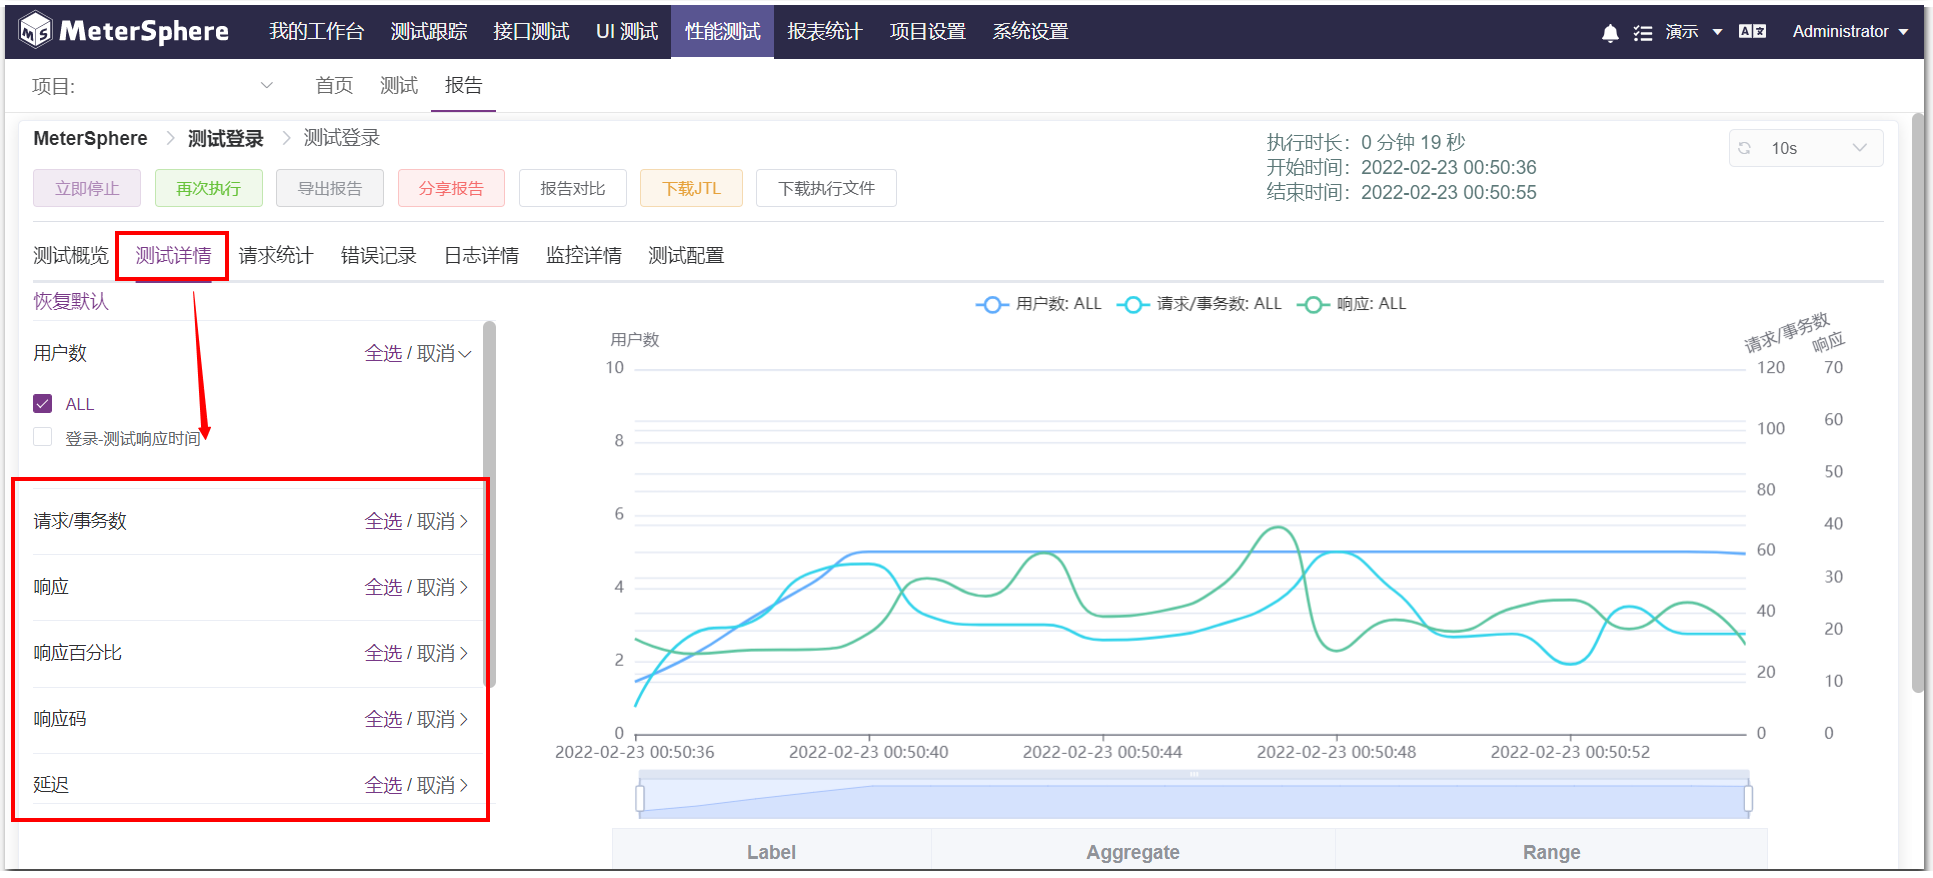 MeterSphere 我的工作台 测试跟踪 接口测试 UI 测试 性能测试 报表统计 项目设置 系统设置 演示 Administrator
项目: 首页 测试 报告
MeterSphere 测试登录 测试登录
执行时长: 0 分钟 19 秒
开始时间: 2022-02-23 00:50:36
结束时间: 2022-02-23 00:50:55
10s
立即停止 再次执行 导出报告 分享报告 报告对比 下载JTL 下载执行文件
测试概览 测试详情 请求统计 错误记录 日志详情 监控详情 测试配置
恢复默认
用户数 全选 / 取消
ALL
登录-测试响应时间
请求/事务数 全选 / 取消
响应 全选 / 取消
响应百分比 全选 / 取消
响应码 全选 / 取消
延迟 全选 / 取消
用户数: ALL 请求/事务数: ALL 响应: ALL
用户数
请求/事务数
响应
10
8
6
4
2
0
120
100
80
60
40
20
0
70
60
50
40
30
20
10
0
2022-02-23 00:50:36 2022-02-23 00:50:40 2022-02-23 00:50:44 2022-02-23 00:50:48 2022-02-23 00:50:52
Label Aggregate Range